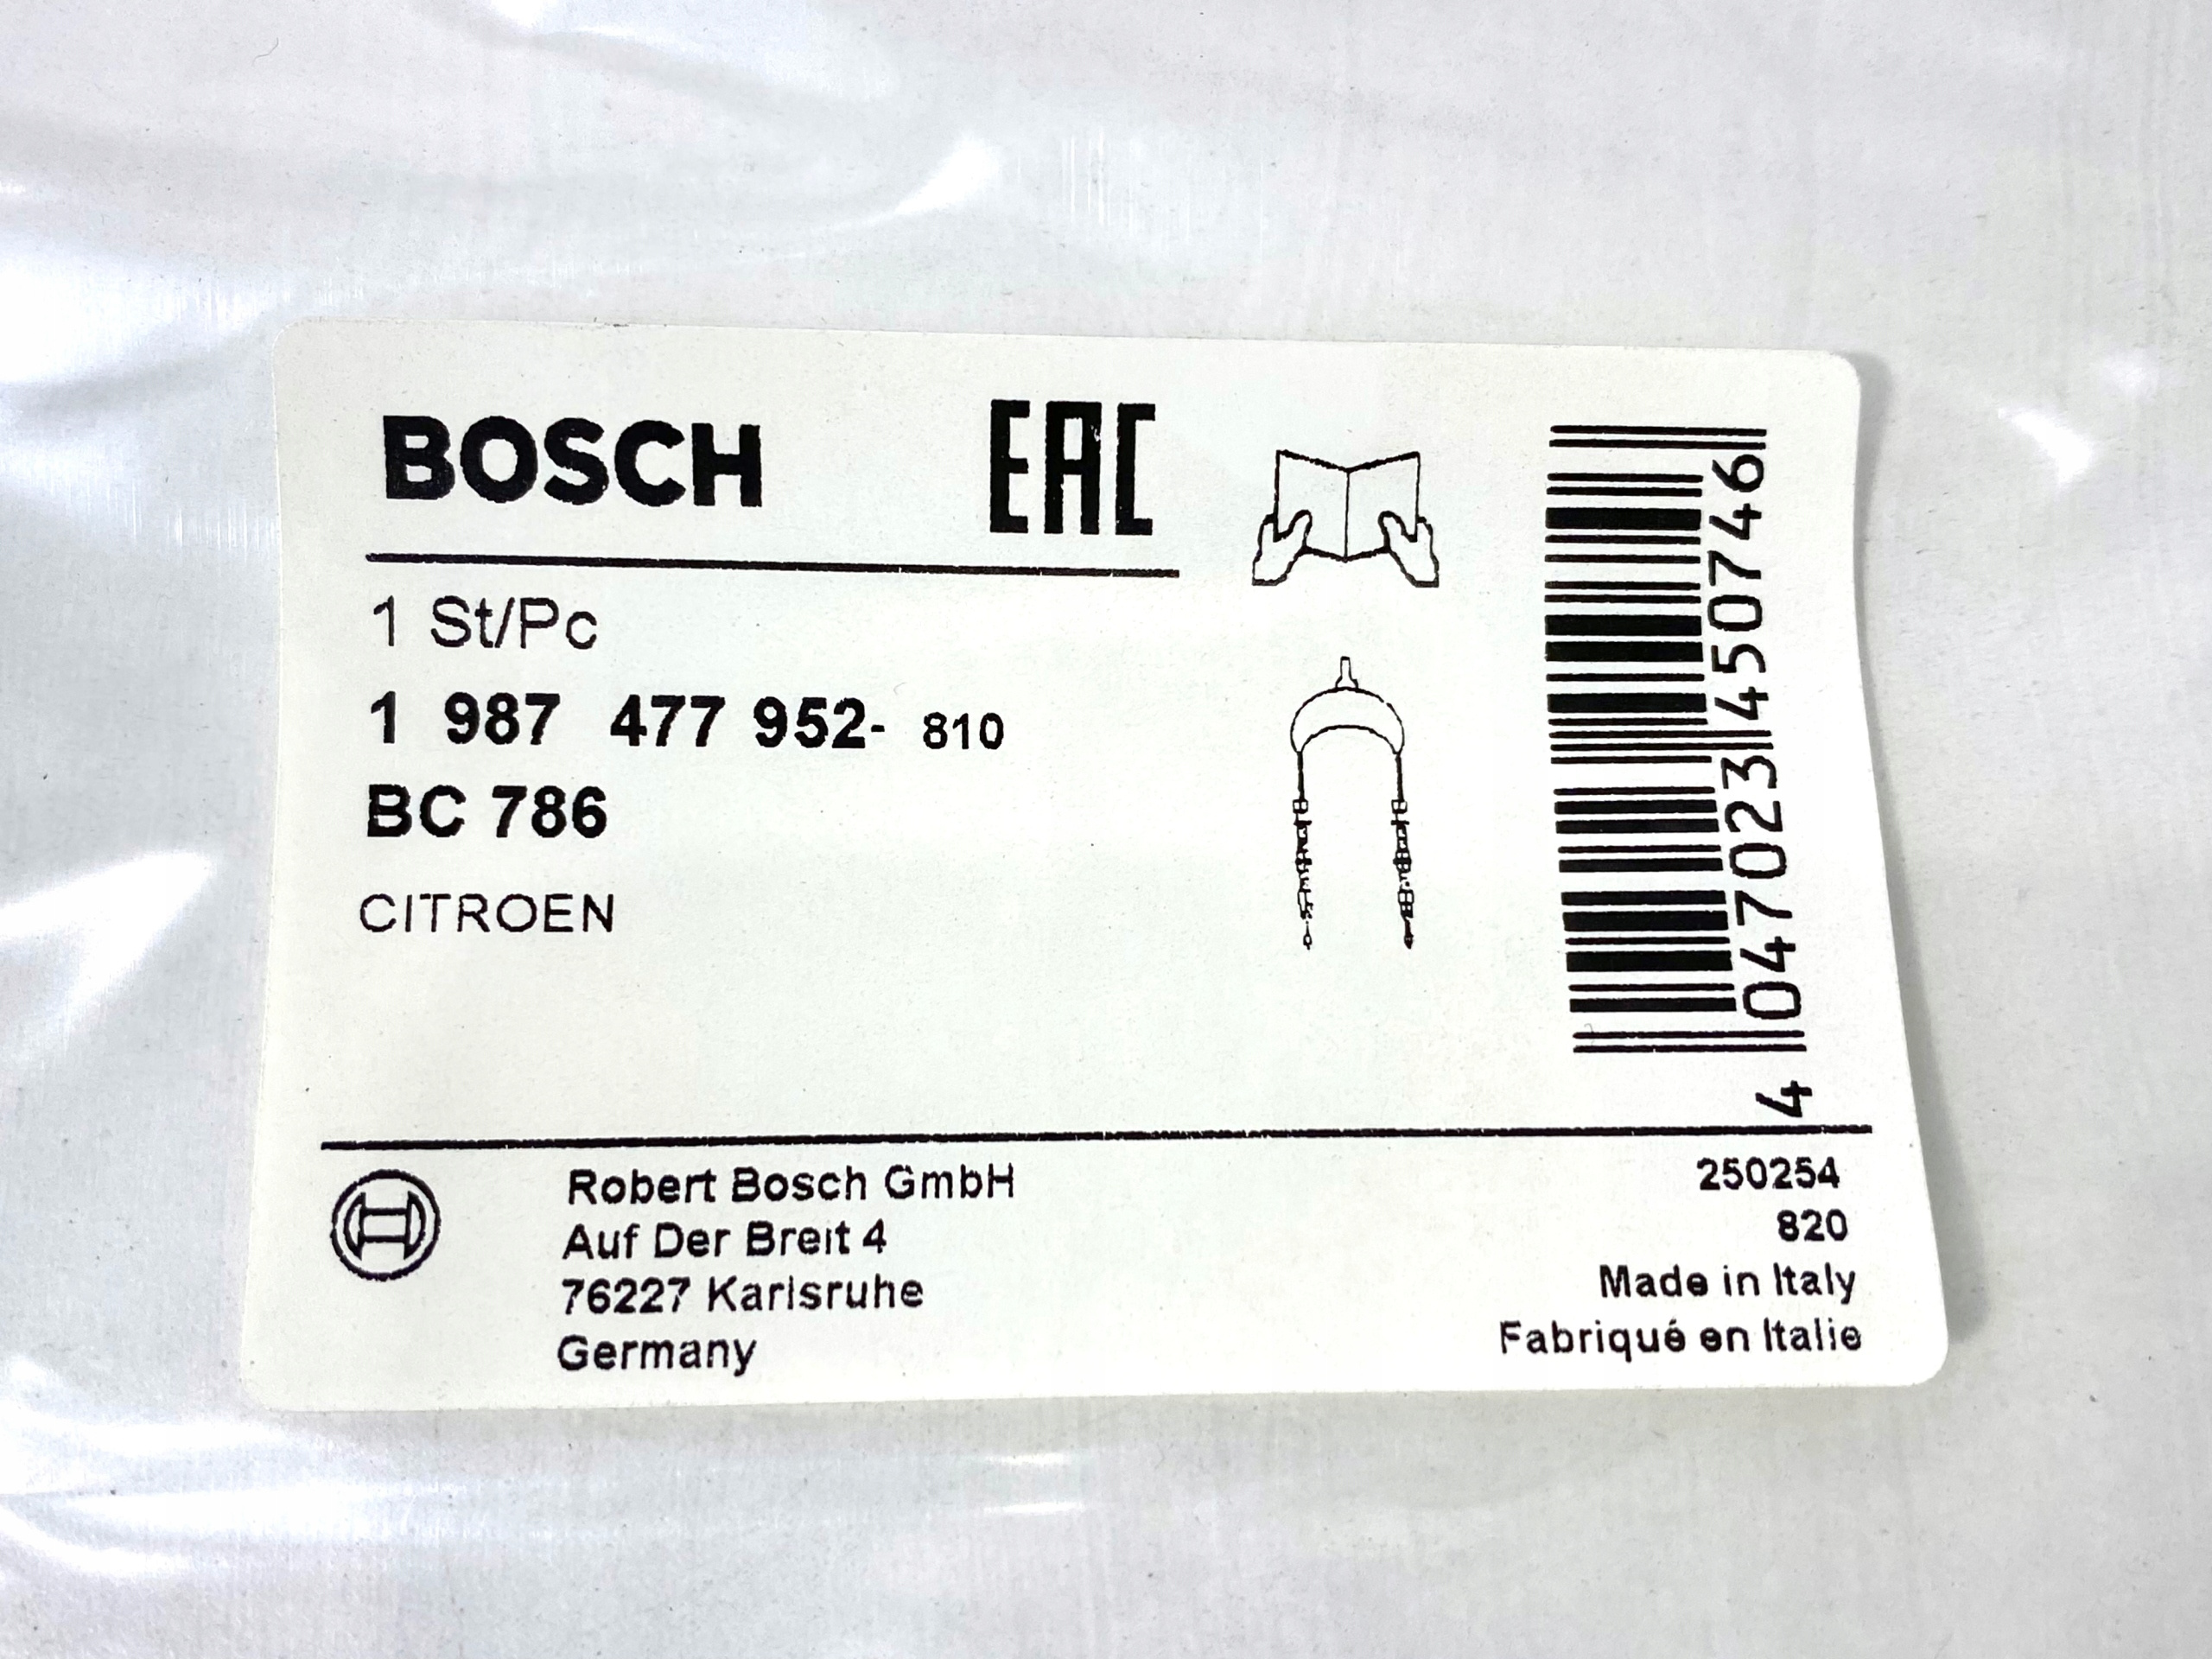 BOSCH
EAC
1 St/Pc
1 987 477 952- 810
BC 786
CITROEN
4 047023 450746
Robert Bosch GmbH
Auf Der Breit 4
76227 Karlsruhe
Germany
250254
820
Made in Italy
Fabriqué en Italie